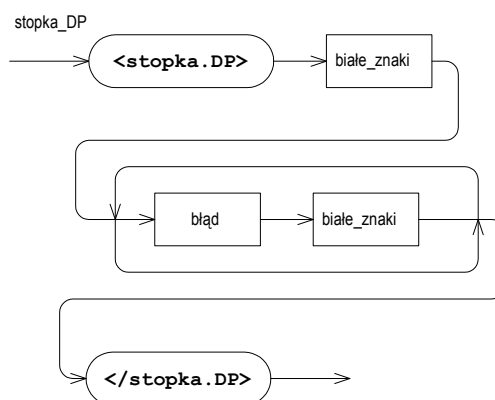 stopka_DP
<stopka.DP>
białe_znaki
błąd
białe_znaki
</stopka.DP>